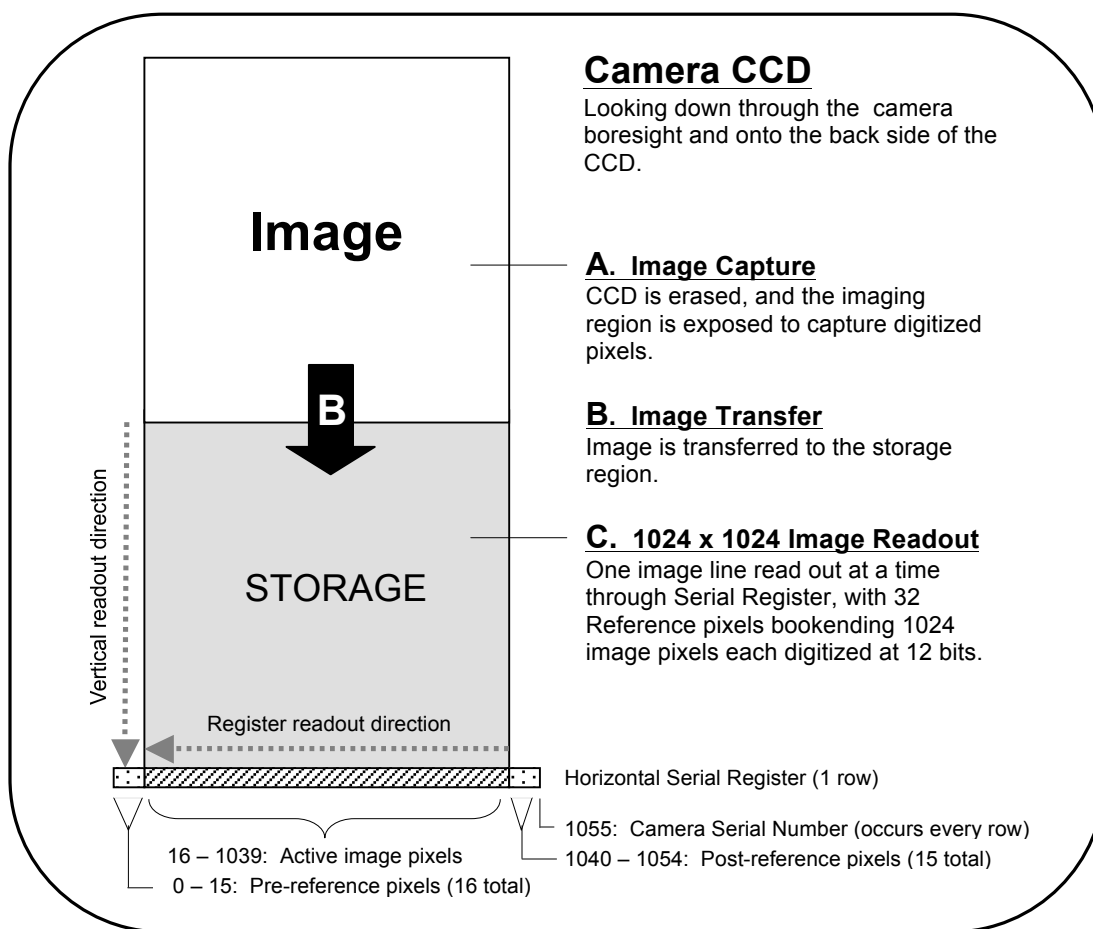 Camera CCD
Looking down through the camera
boresight and onto the back side of the
CCD.
Image
A. Image Capture
CCD is erased, and the imaging
region is exposed to capture digitized
pixels.
B
B. Image Transfer
Image is transferred to the storage
region.
Vertical readout direction
STORAGE
C. 1024 x 1024 Image Readout
One image line read out at a time
through Serial Register, with 32
Reference pixels bookending 1024
image pixels each digitized at 12 bits.
Register readout direction
Horizontal Serial Register (1 row)
1055: Camera Serial Number (occurs every row)
16 – 1039: Active image pixels
1040 – 1054: Post-reference pixels (15 total)
0 – 15: Pre-reference pixels (16 total)